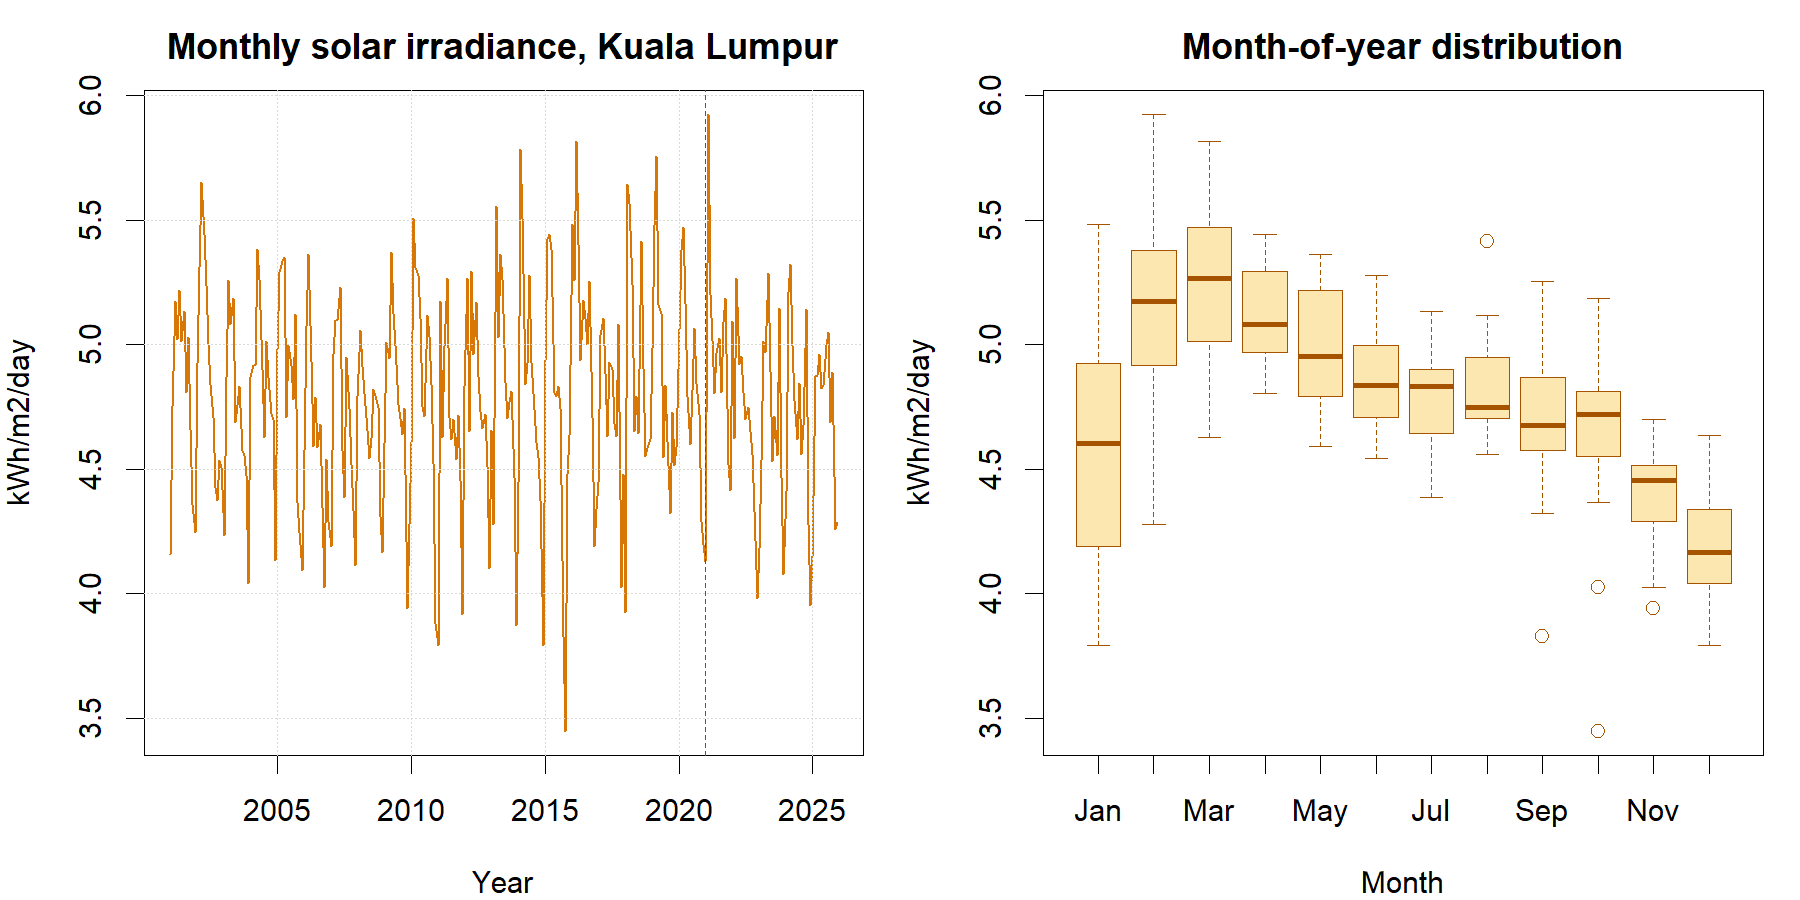 Monthly solar irradiance, Kuala Lumpur
kWh/m2/day
6.0
5.5
5.0
4.5
4.0
3.5
2005 2010 2015 2020 2025
Year
Month-of-year distribution
kWh/m2/day
6.0
5.5
5.0
4.5
4.0
3.5
Jan Mar May Jul Sep Nov
Month